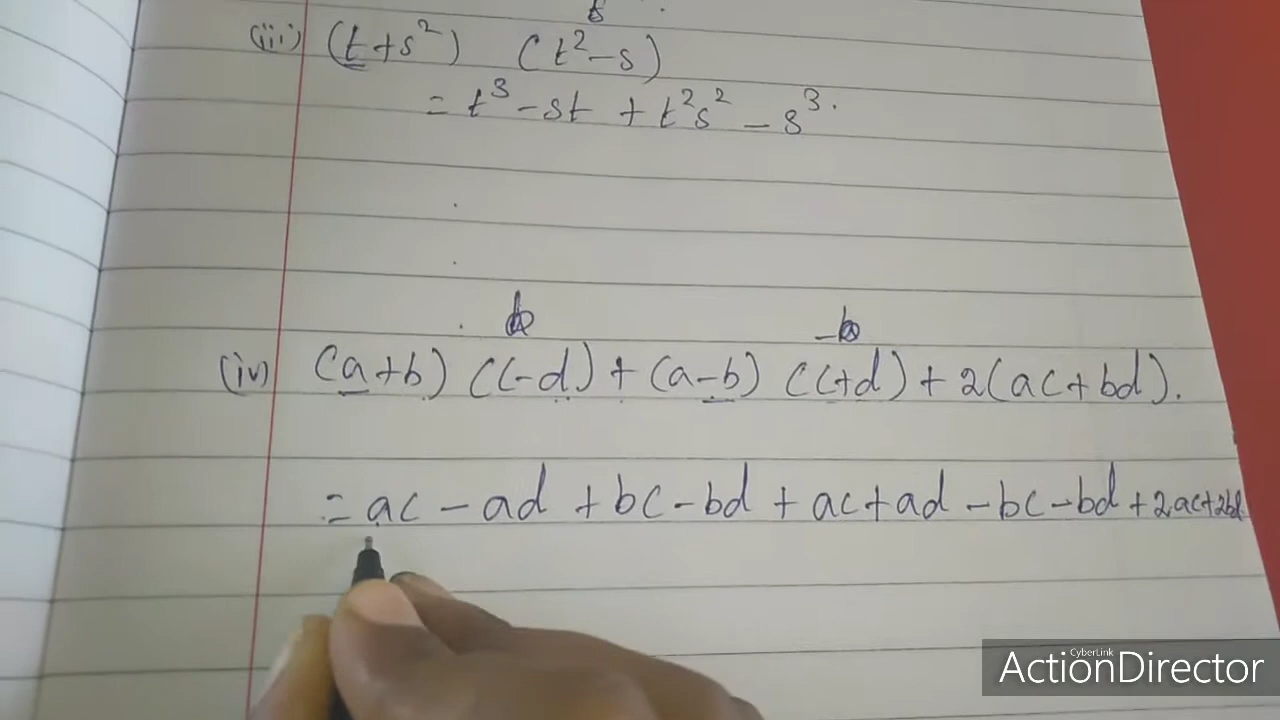 s
(iii) (t+s²) (t²-s)
= t³ - st + t²s² - s³.
b -b
(iv) (a+b) (c-d) + (a-b) (c+d) + 2(ac+bd).
= ac - ad + bc - bd + ac + ad - bc - bd + 2ac+2bd
CyberLink
ActionDirector